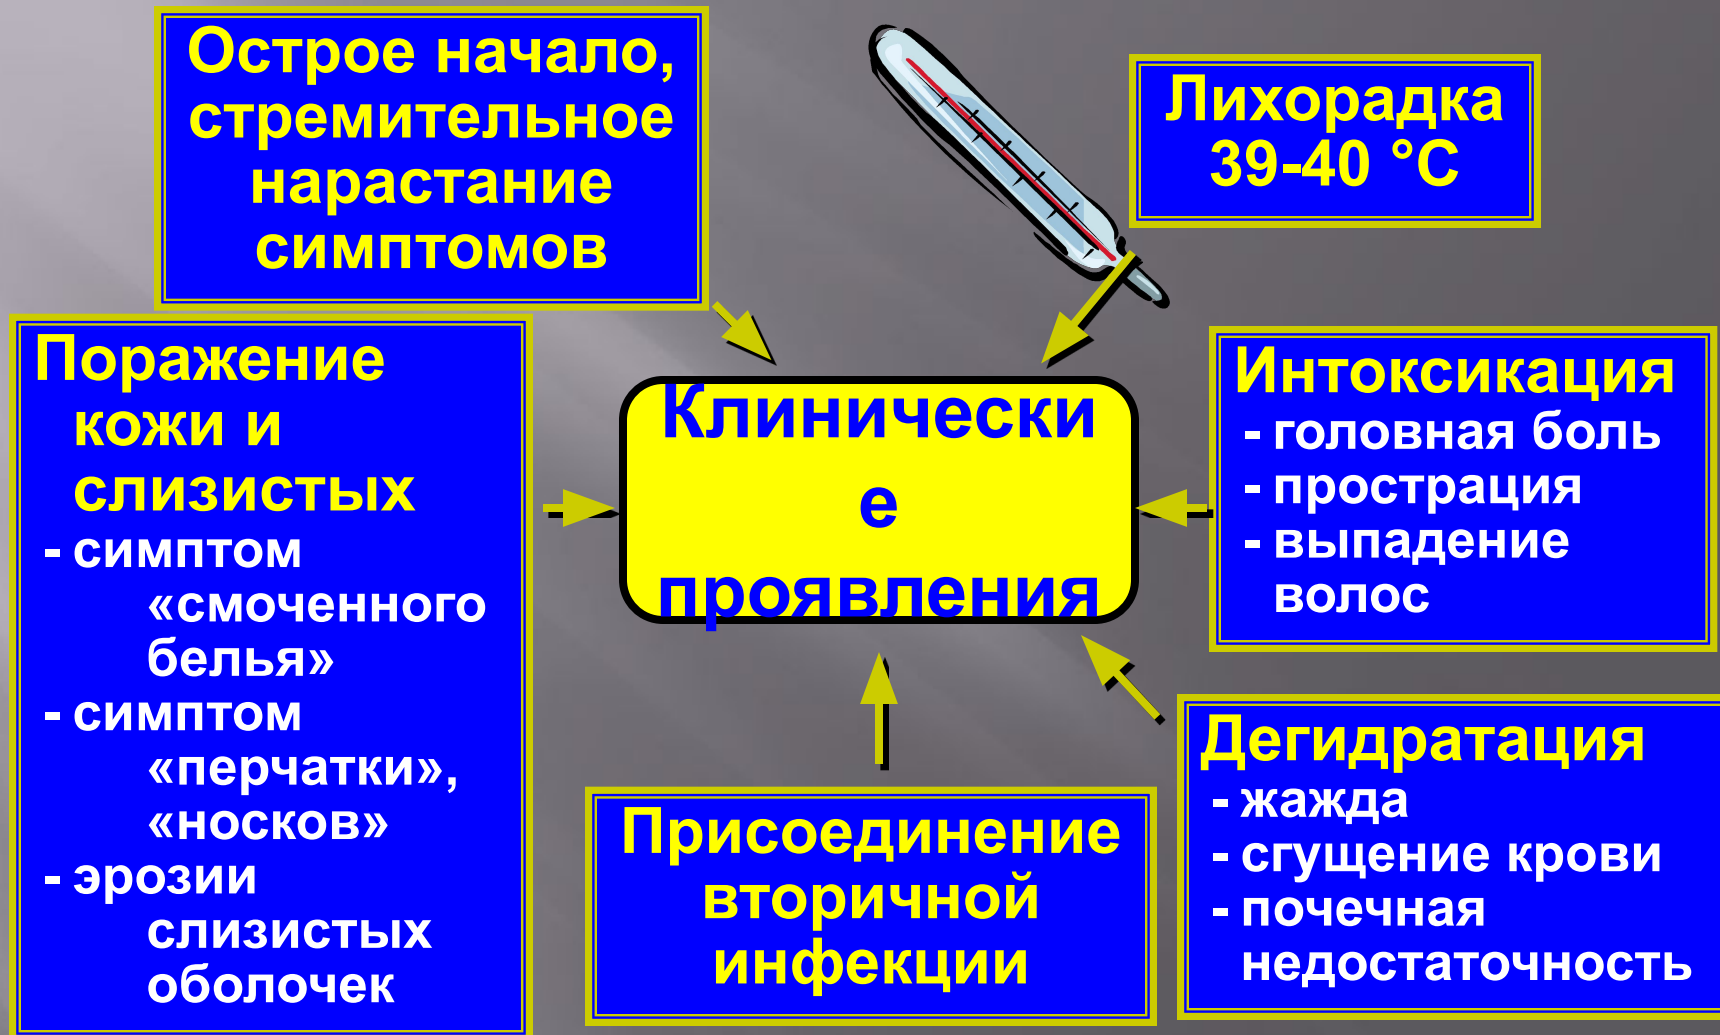 Острое начало,
стремительное
нарастание
симптомов
Лихорадка
39-40 °С
Поражение
кожи и
слизистых
- симптом
«смоченного
белья»
- симптом
«перчатки»,
«носков»
- эрозии
слизистых
оболочек
Клинически
е
проявления
Интоксикация
- головная боль
- прострация
- выпадение
волос
Присоединение
вторичной
инфекции
Дегидратация
- жажда
- сгущение крови
- почечная
недостаточность